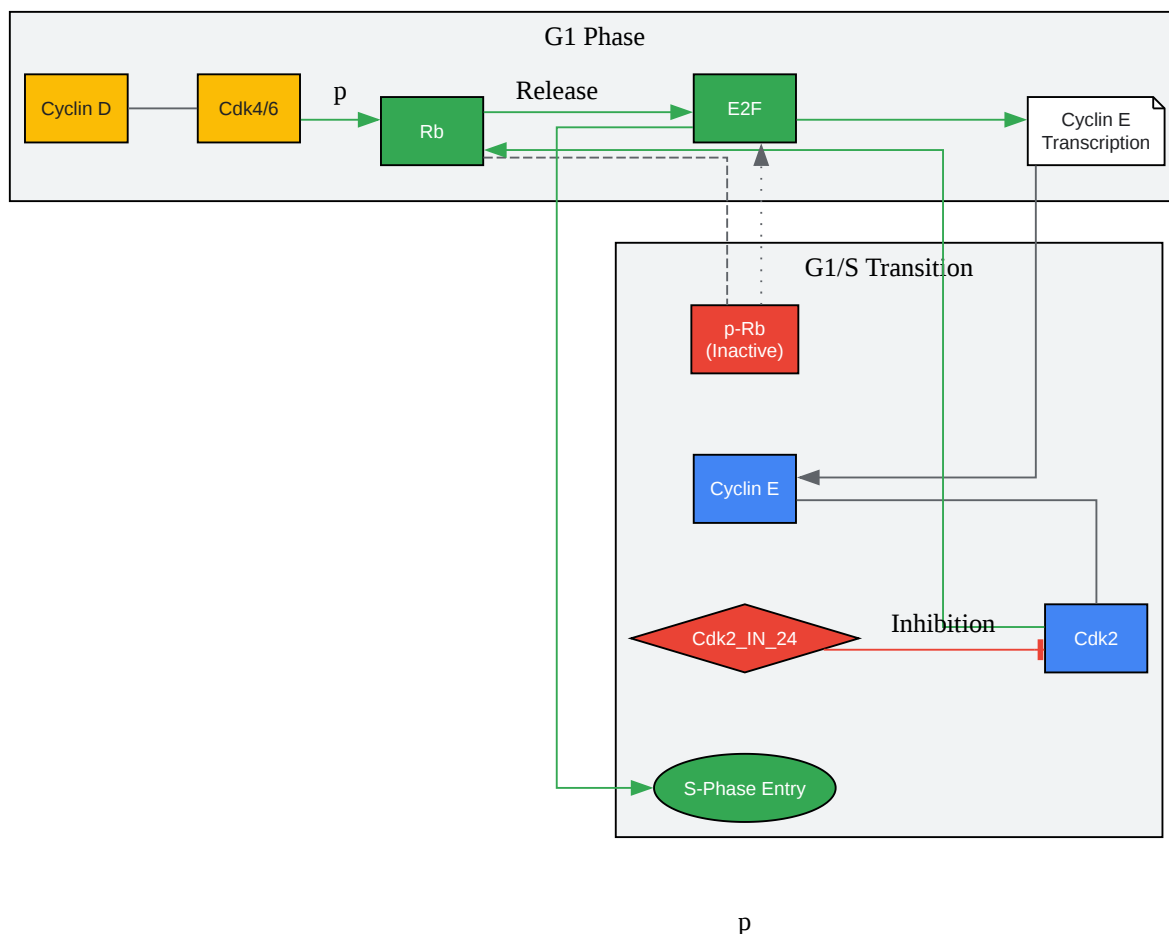 G1 Phase
Cyclin D
Cdk4/6
p
Rb
Release
E2F
Cyclin E
Transcription
G1/S Transition
p-Rb
(Inactive)
Cyclin E
Cdk2_IN_24
Inhibition
Cdk2
S-Phase Entry
p